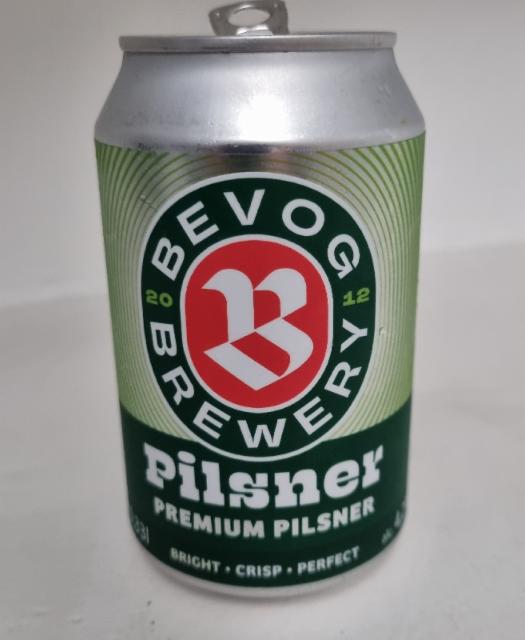 BEVOG
20 12
B
BREWERY
Pilsner
PREMIUM PILSNER
BRIGHT • CRISP • PERFECT